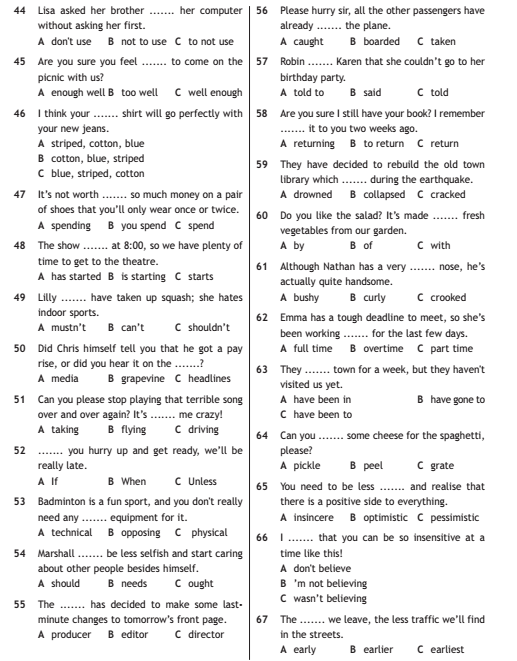 44 Lisa asked her brother ....... her computer
without asking her first.
A don't use B not to use C to not use
45 Are you sure you feel ....... to come on the
picnic with us?
A enough well B too well C well enough
46 I think your ....... shirt will go perfectly with
your new jeans.
A striped, cotton, blue
B cotton, blue, striped
C blue, striped, cotton
47 It's not worth ....... so much money on a pair
of shoes that you'll only wear once or twice.
A spending B you spend C spend
48 The show ....... at 8:00, so we have plenty of
time to get to the theatre.
A has started B is starting C starts
49 Lilly ....... have taken up squash; she hates
indoor sports.
A mustn't B can't C shouldn't
50 Did Chris himself tell you that he got a pay
rise, or did you hear it on the .......?
A media B grapevine C headlines
51 Can you please stop playing that terrible song
over and over again? It's ....... me crazy!
A taking B flying C driving
52 ....... you hurry up and get ready, we'll be
really late.
A If B When C Unless
53 Badminton is a fun sport, and you don't really
need any ....... equipment for it.
A technical B opposing C physical
54 Marshall ....... be less selfish and start caring
about other people besides himself.
A should B needs C ought
55 The ....... has decided to make some last-
minute changes to tomorrow's front page.
A producer B editor C director
56 Please hurry sir, all the other passengers have
already ....... the plane.
A caught B boarded C taken
57 Robin ....... Karen that she couldn't go to her
birthday party.
A told to B said C told
58 Are you sure I still have your book? I remember
....... it to you two weeks ago.
A returning B to return C return
59 They have decided to rebuild the old town
library which ....... during the earthquake.
A drowned B collapsed C cracked
60 Do you like the salad? It's made ....... fresh
vegetables from our garden.
A by B of C with
61 Although Nathan has a very ....... nose, he's
actually quite handsome.
A bushy B curly C crooked
62 Emma has a tough deadline to meet, so she's
been working ....... for the last few days.
A full time B overtime C part time
63 They ....... town for a week, but they haven't
visited us yet.
A have been in B have gone to
C have been to
64 Can you ....... some cheese for the spaghetti,
please?
A pickle B peel C grate
65 You need to be less ....... and realise that
there is a positive side to everything.
A insincere B optimistic C pessimistic
66 I ....... that you can be so insensitive at a
time like this!
A don't believe
B 'm not believing
C wasn't believing
67 The ....... we leave, the less traffic we'll find
in the streets.
A early B earlier C earliest